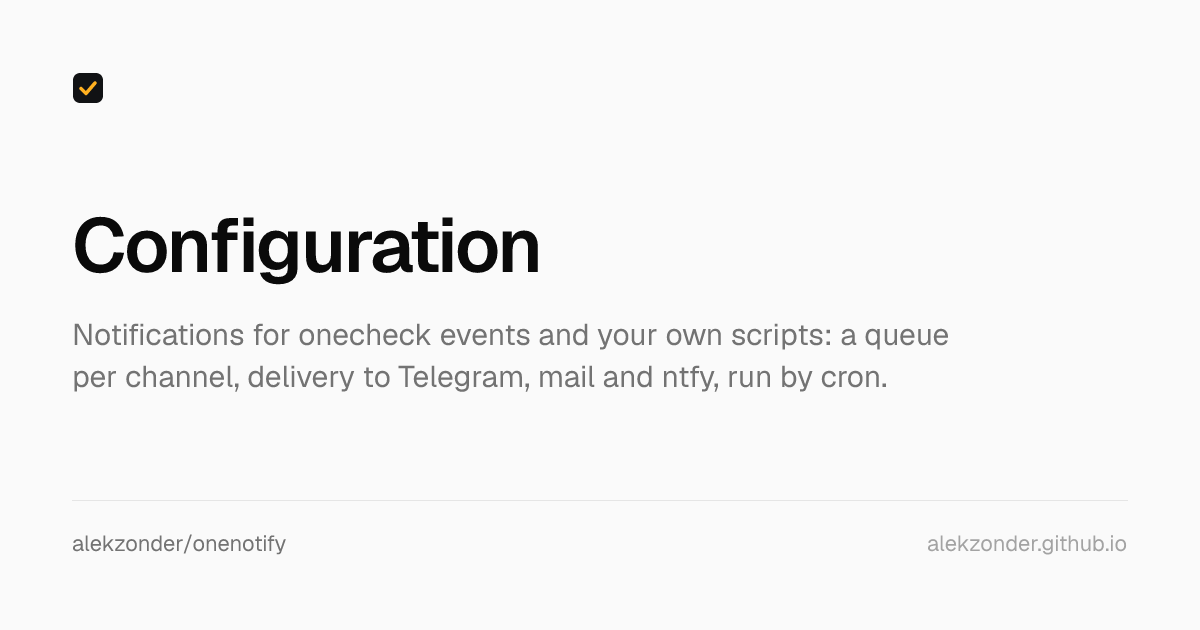 Configuration
Notifications for onecheck events and your own scripts: a queue
per channel, delivery to Telegram, mail and ntfy, run by cron.
alekzonder/onenotify
alekzonder.github.io